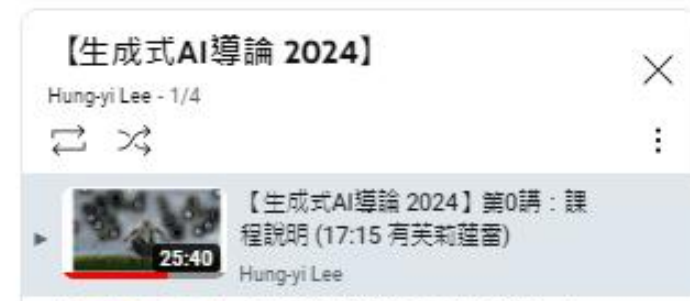 【生成式AI導論 2024】
Hung-yi Lee - 1/4
【生成式AI導論 2024】第0講：課
程說明 (17:15 有芙莉蓮雷)
25:40
Hung-yi Lee